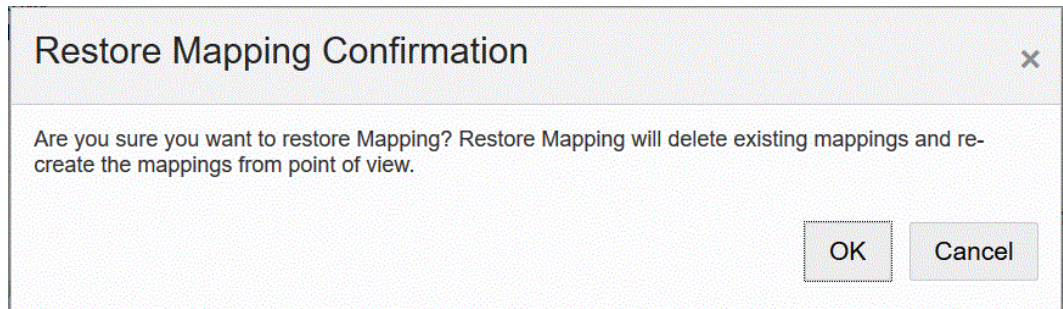 Restore Mapping Confirmation
Are you sure you want to restore Mapping? Restore Mapping will delete existing mappings and re-
create the mappings from point of view.
OK Cancel